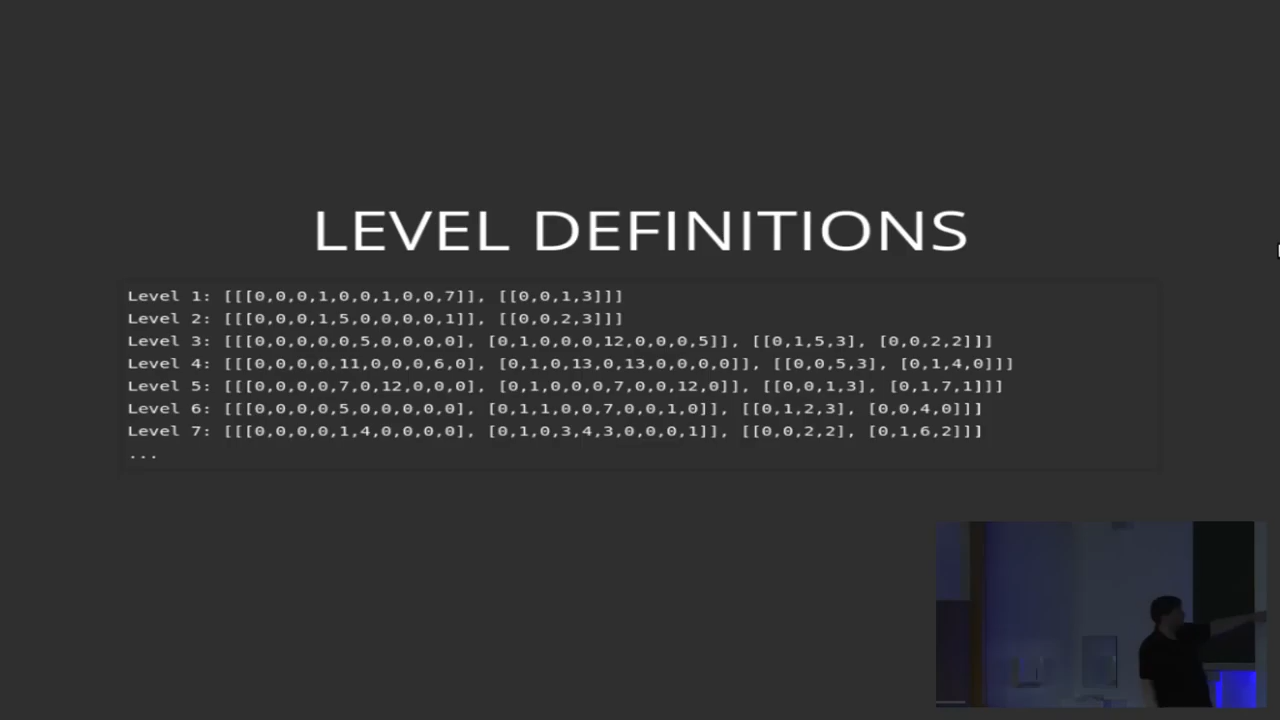 LEVEL DEFINITIONS
Level 1: [[[0,0,0,1,0,0,1,0,0,7]], [[0,0,1,3]]]
Level 2: [[[0,0,0,1,5,0,0,0,0,1]], [[0,0,2,3]]]
Level 3: [[[0,0,0,0,0,5,0,0,0,0], [0,1,0,0,0,12,0,0,0,5]], [[0,1,5,3], [0,0,2,2]]]
Level 4: [[[0,0,0,0,11,0,0,0,6,0], [0,1,0,13,0,13,0,0,0,0]], [[0,0,5,3], [0,1,4,0]]]
Level 5: [[[0,0,0,0,7,0,12,0,0,0], [0,1,0,0,0,7,0,0,12,0]], [[0,0,1,3], [0,1,7,1]]]
Level 6: [[[0,0,0,0,5,0,0,0,0,0], [0,1,1,0,0,7,0,0,1,0]], [[0,1,2,3], [0,0,4,0]]]
Level 7: [[[0,0,0,0,1,4,0,0,0,0], [0,1,0,3,4,3,0,0,0,1]], [[0,0,2,2], [0,1,6,2]]]
...